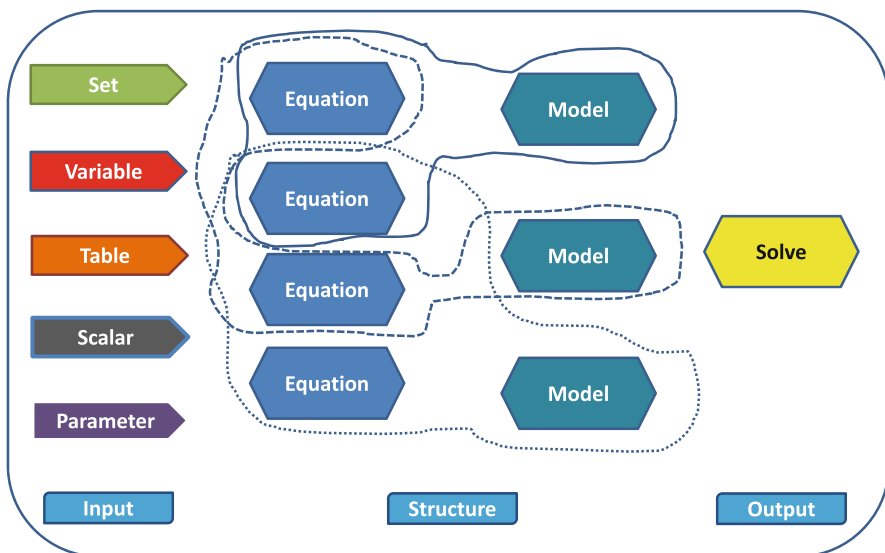 Set
Variable
Table
Scalar
Parameter
Equation
Equation
Equation
Equation
Model
Model
Model
Solve
Input
Structure
Output